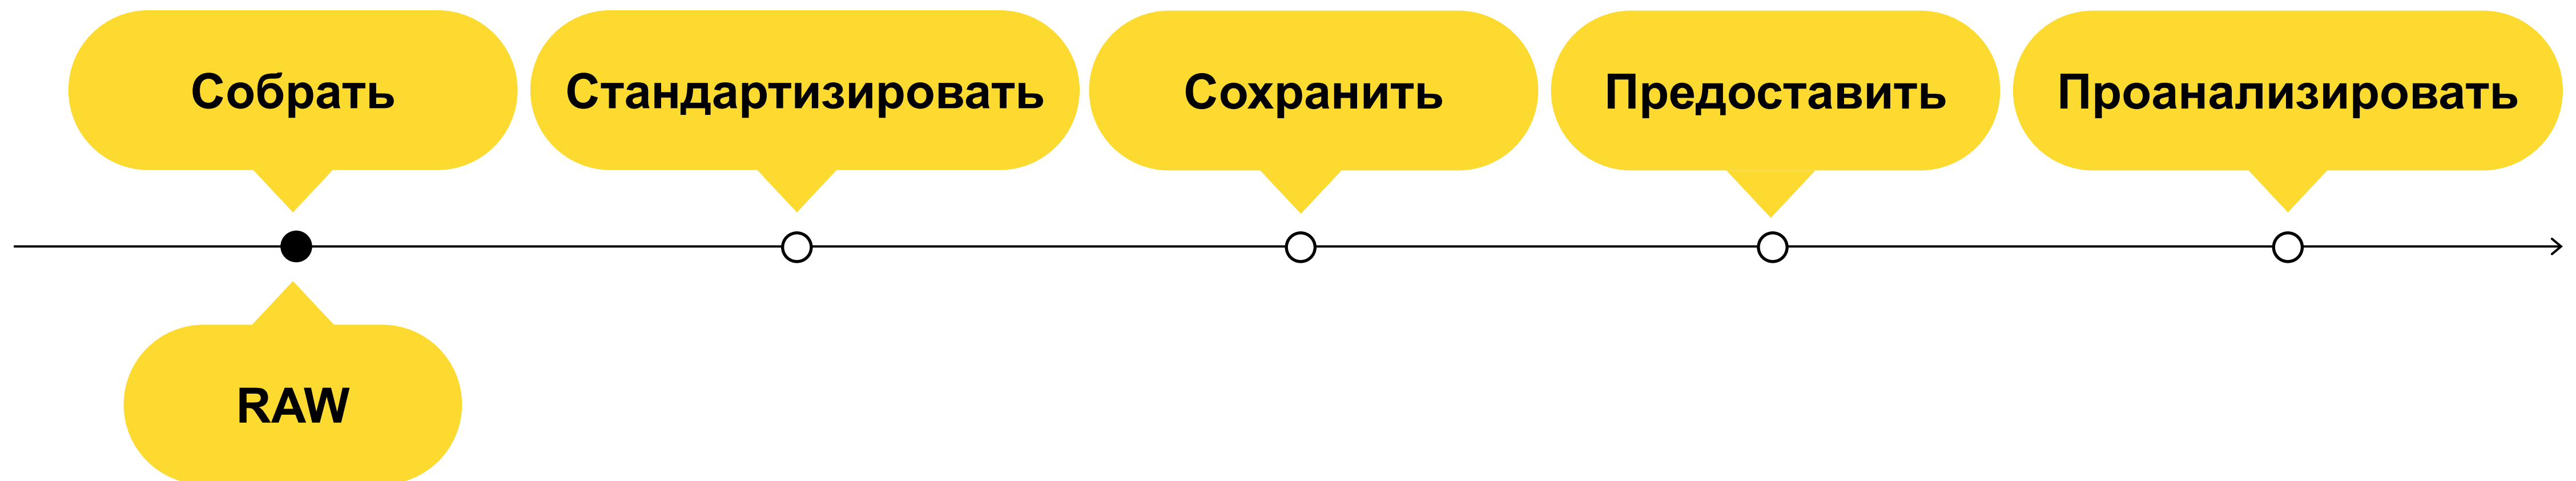 Собрать
Стандартизировать
Сохранить
Предоставить
Проанализировать
RAW